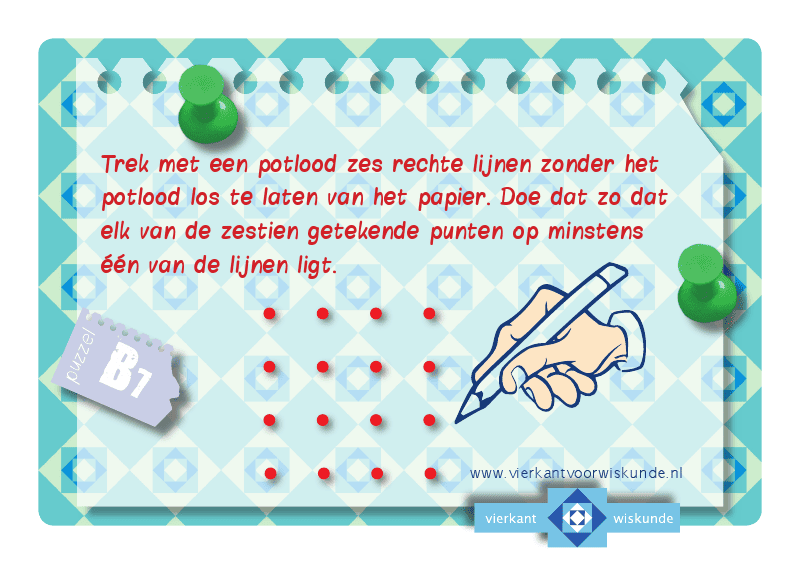 Trek met een potlood zes rechte lijnen zonder het
potlood los te laten van het papier. Doe dat zo dat
elk van de zestien getekende punten op minstens
één van de lijnen ligt.
puzzel
B1
www.vierkantvoorwiskunde.nl
vierkant wiskunde